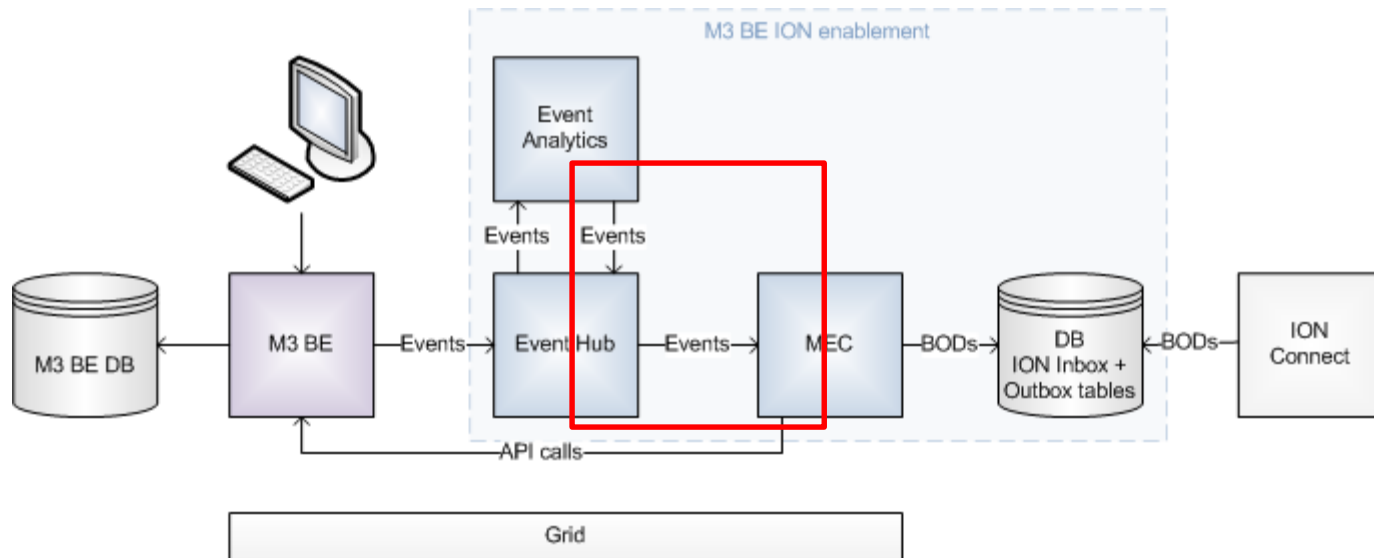 M3 BE ION enablement
Event
Analytics
Events
Events
M3 BE DB
M3 BE
Events
Event Hub
Events
MEC
BODs
DB
ION Inbox +
Outbox tables
BODs
ION
Connect
API calls
Grid